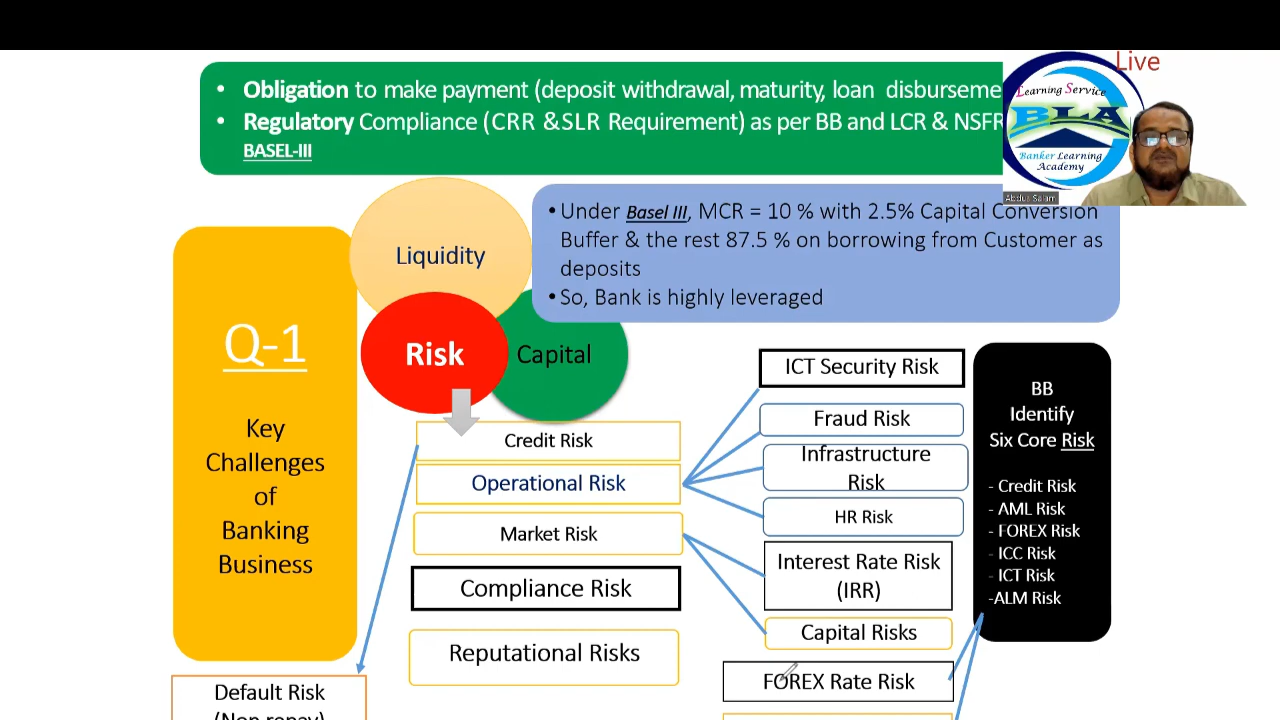 Live
• Obligation to make payment (deposit withdrawal, maturity, loan disburseme
• Regulatory Compliance (CRR &SLR Requirement) as per BB and LCR & NSFR
BASEL-III
Learning Service
BLA
Banker Learning
Academy
Abdus Salam
Liquidity
• Under Basel III, MCR = 10 % with 2.5% Capital Conversion
Buffer & the rest 87.5 % on borrowing from Customer as
deposits
• So, Bank is highly leveraged
Q-1
Key
Challenges
of
Banking
Business
Risk
Capital
Credit Risk
Operational Risk
Market Risk
Compliance Risk
Reputational Risks
Default Risk
(Non repay)
ICT Security Risk
Fraud Risk
Infrastructure
Risk
HR Risk
Interest Rate Risk
(IRR)
Capital Risks
FOREX Rate Risk
BB
Identify
Six Core Risk
- Credit Risk
- AML Risk
- FOREX Risk
- ICC Risk
- ICT Risk
-ALM Risk